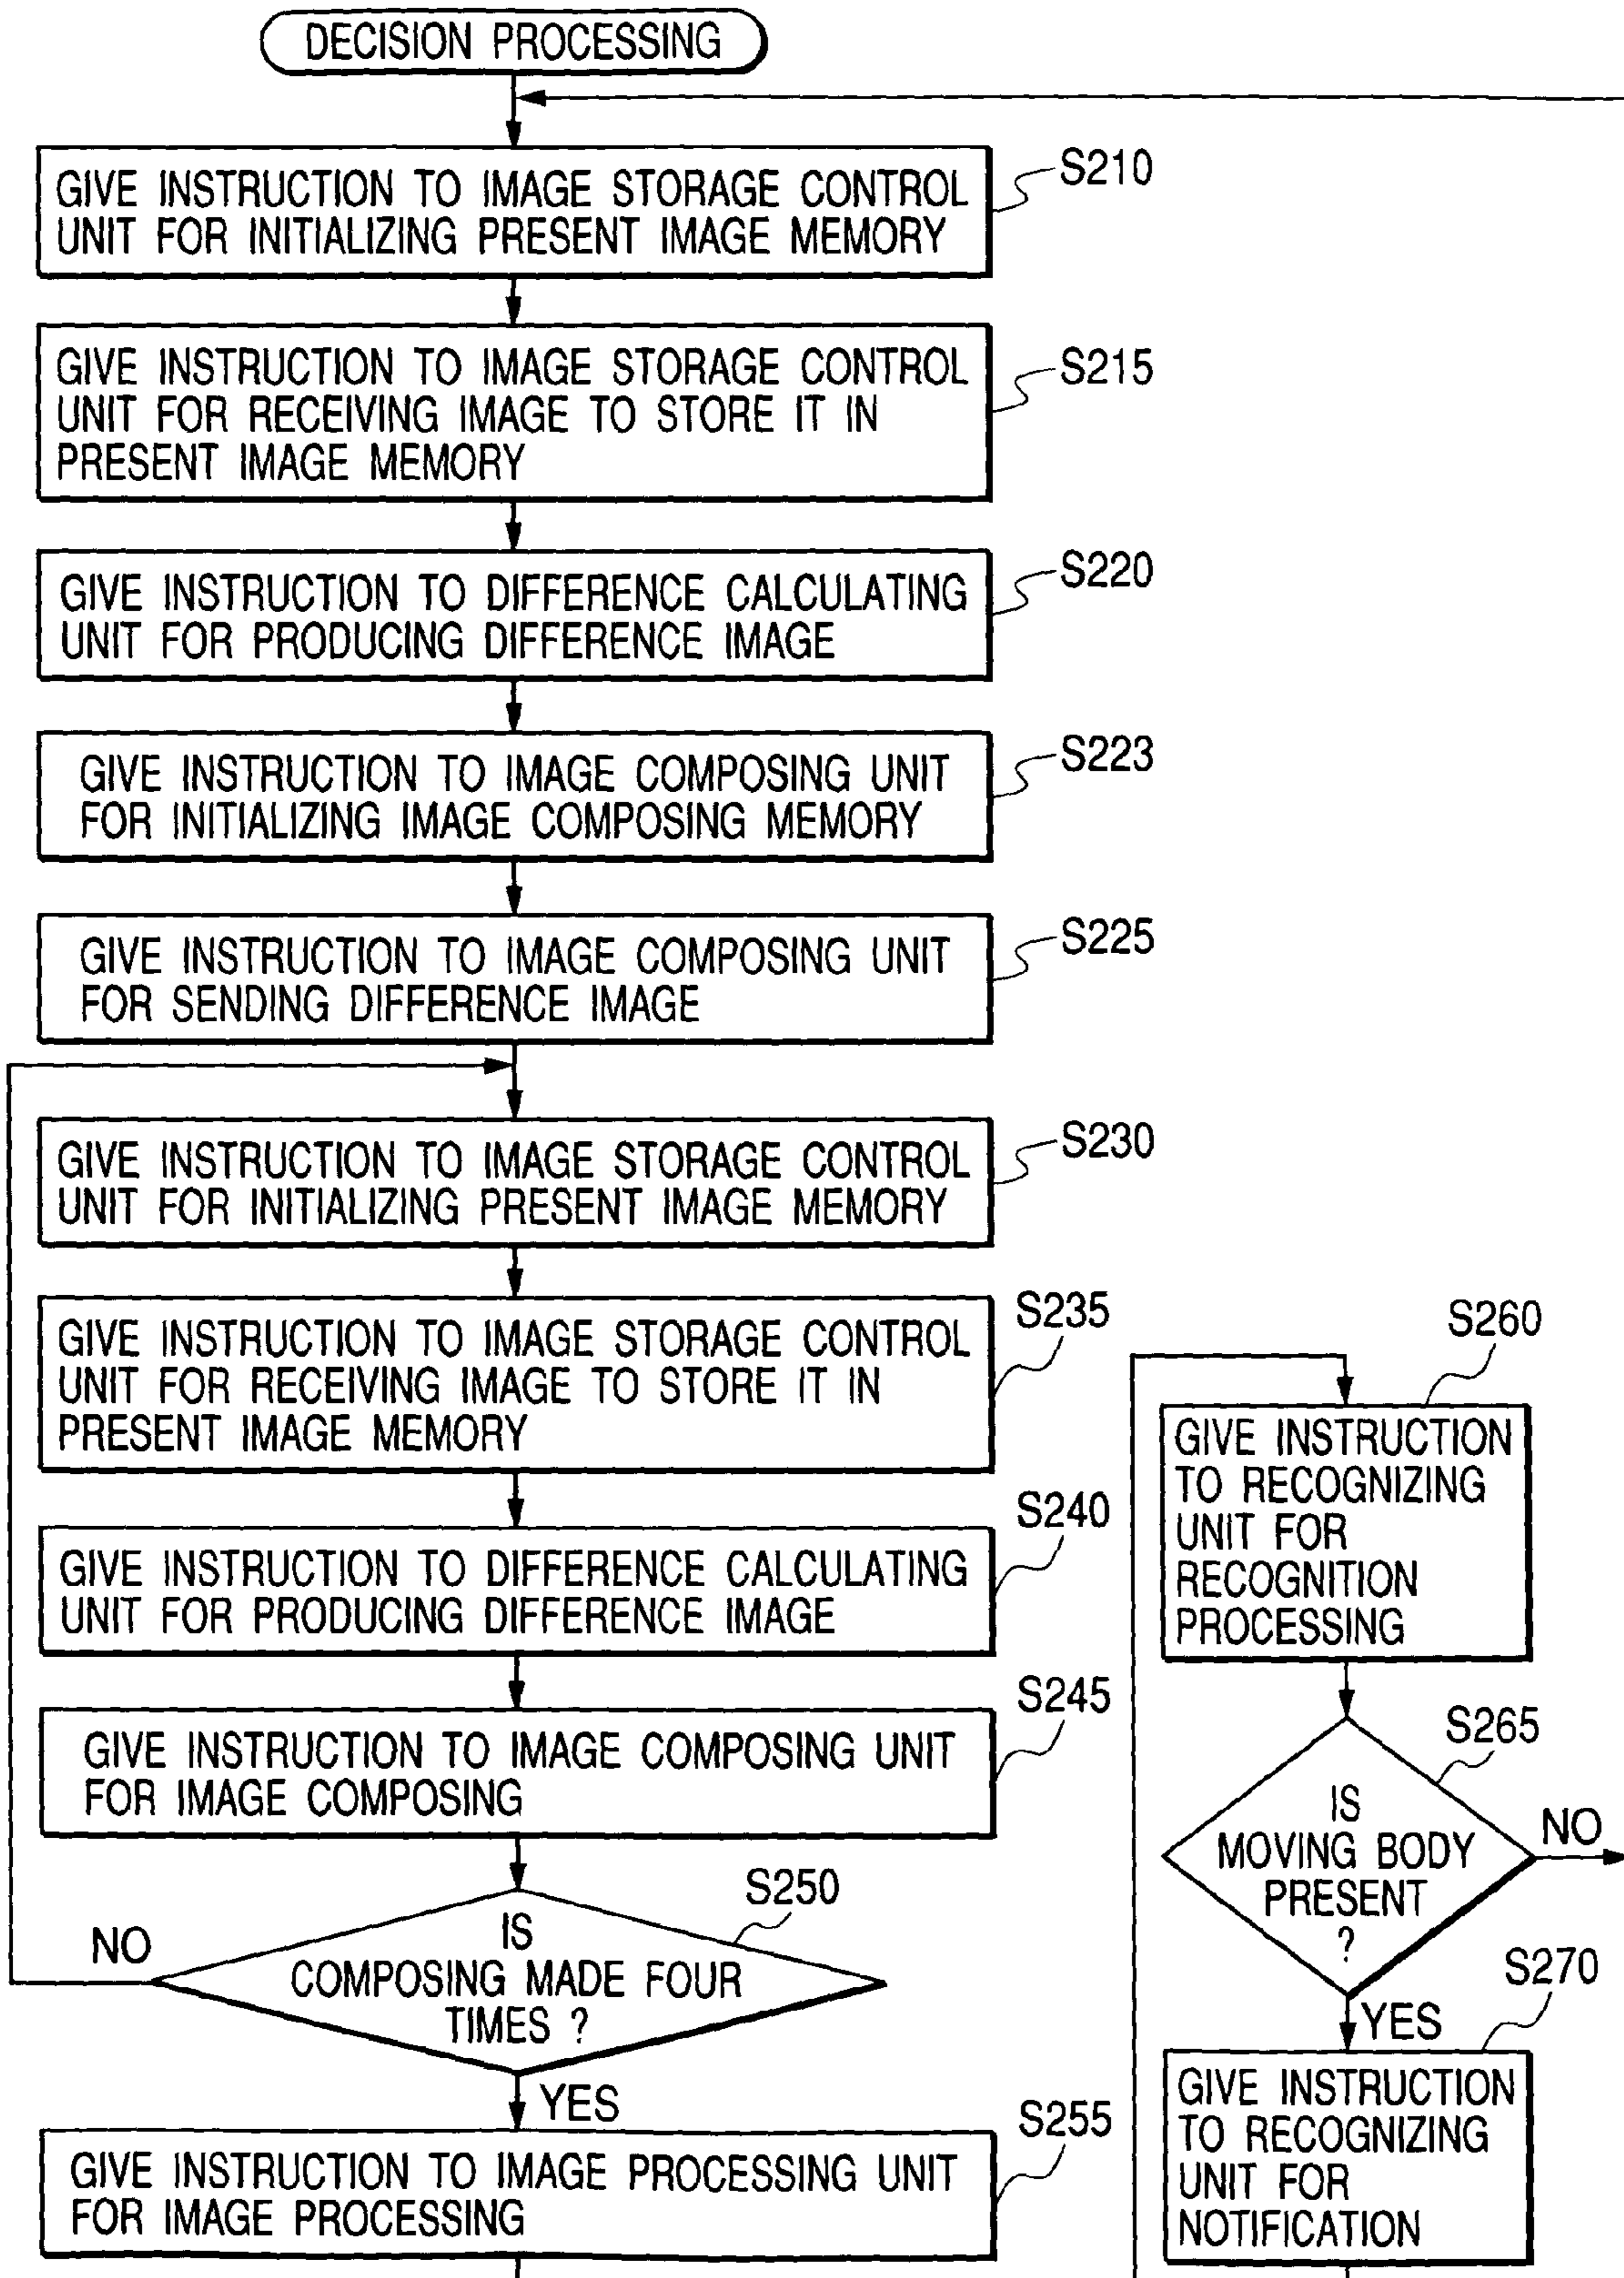 DECISION PROCESSING
GIVE INSTRUCTION TO IMAGE STORAGE CONTROL
UNIT FOR INITIALIZING PRESENT IMAGE MEMORY
S210
GIVE INSTRUCTION TO IMAGE STORAGE CONTROL
UNIT FOR RECEIVING IMAGE TO STORE IT IN
PRESENT IMAGE MEMORY
S215
GIVE INSTRUCTION TO DIFFERENCE CALCULATING
UNIT FOR PRODUCING DIFFERENCE IMAGE
S220
GIVE INSTRUCTION TO IMAGE COMPOSING UNIT
FOR INITIALIZING IMAGE COMPOSING MEMORY
S223
GIVE INSTRUCTION TO IMAGE COMPOSING UNIT
FOR SENDING DIFFERENCE IMAGE
S225
GIVE INSTRUCTION TO IMAGE STORAGE CONTROL
UNIT FOR INITIALIZING PRESENT IMAGE MEMORY
S230
GIVE INSTRUCTION TO IMAGE STORAGE CONTROL
UNIT FOR RECEIVING IMAGE TO STORE IT IN
PRESENT IMAGE MEMORY
S235
GIVE INSTRUCTION TO DIFFERENCE CALCULATING
UNIT FOR PRODUCING DIFFERENCE IMAGE
S240
GIVE INSTRUCTION TO IMAGE COMPOSING UNIT
FOR IMAGE COMPOSING
S245
IS
COMPOSING MADE FOUR
TIMES ?
S250
NO
YES
GIVE INSTRUCTION TO IMAGE PROCESSING UNIT
FOR IMAGE PROCESSING
S255
S260
GIVE INSTRUCTION
TO RECOGNIZING
UNIT FOR
RECOGNITION
PROCESSING
S265
IS
MOVING BODY
PRESENT
?
NO
YES
S270
GIVE INSTRUCTION
TO RECOGNIZING
UNIT FOR
NOTIFICATION